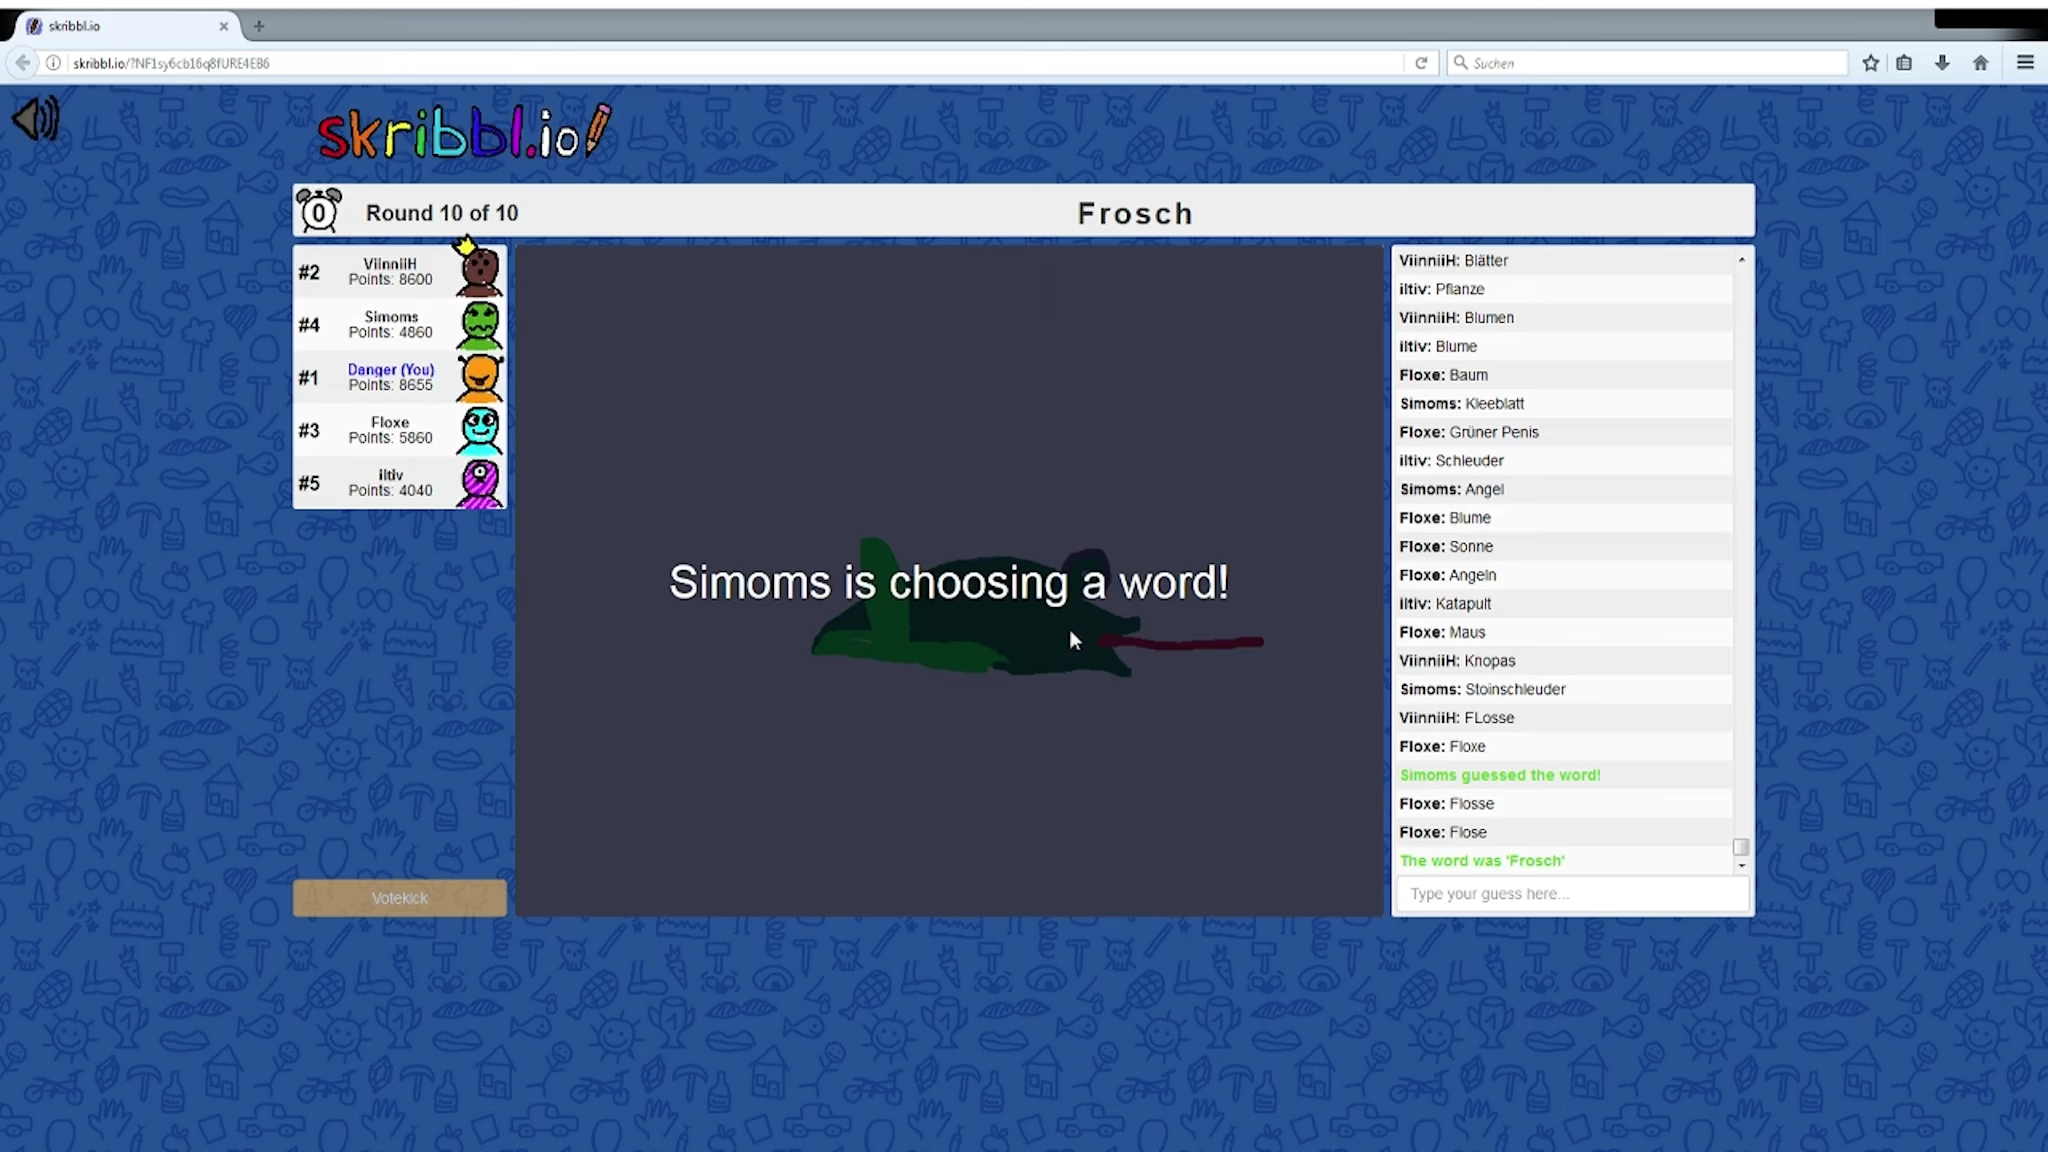 skribbl.io
skribbl.io/?NF1sy6cb16q8fURE4EB6
Suchen
skribbl.io
0
Round 10 of 10
Frosch
#2
ViinniiH
Points: 8600
#4
Simoms
Points: 4860
#1
Danger (You)
Points: 8655
#3
Floxe
Points: 5860
#5
iltiv
Points: 4040
Votekick
Simoms is choosing a word!
ViinniiH: Blätter
iltiv: Pflanze
ViinniiH: Blumen
iltiv: Blume
Floxe: Baum
Simoms: Kleeblatt
Floxe: Grüner Penis
iltiv: Schleuder
Simoms: Angel
Floxe: Blume
Floxe: Sonne
Floxe: Angeln
iltiv: Katapult
Floxe: Maus
ViinniiH: Knopas
Simoms: Stoinschleuder
ViinniiH: FLosse
Floxe: Floxe
Simoms guessed the word!
Floxe: Flosse
Floxe: Flose
The word was 'Frosch'
Type your guess here...